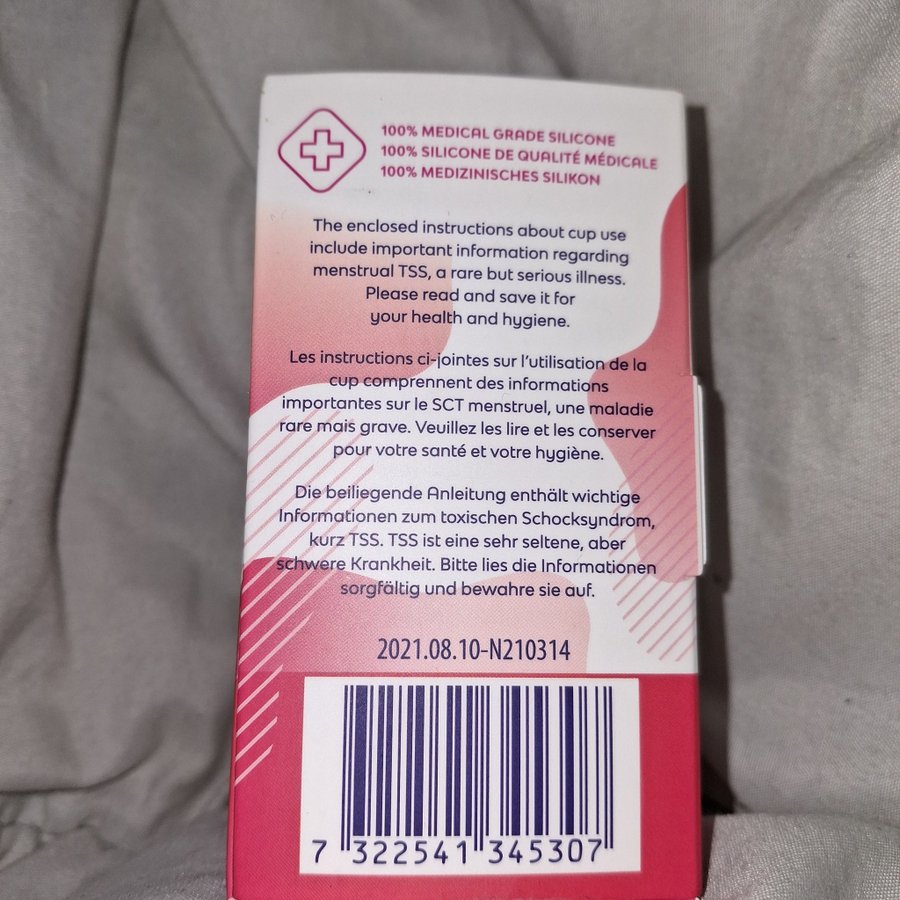 100% MEDICAL GRADE SILICONE
100% SILICONE DE QUALITÉ MÉDICALE
100% MEDIZINISCHES SILIKON
The enclosed instructions about cup use
include important information regarding
menstrual TSS, a rare but serious illness.
Please read and save it for
your health and hygiene.
Les instructions ci-jointes sur l'utilisation de la
cup comprennent des informations
importantes sur le SCT menstruel, une maladie
rare mais grave. Veuillez les lire et les conserver
pour votre santé et votre hygiène.
Die beiliegende Anleitung enthält wichtige
Informationen zum toxischen Schocksyndrom,
kurz TSS. TSS ist eine sehr seltene, aber
schwere Krankheit. Bitte lies die Informationen
sorgfältig und bewahre sie auf.
2021.08.10-N210314
7 322541 345307